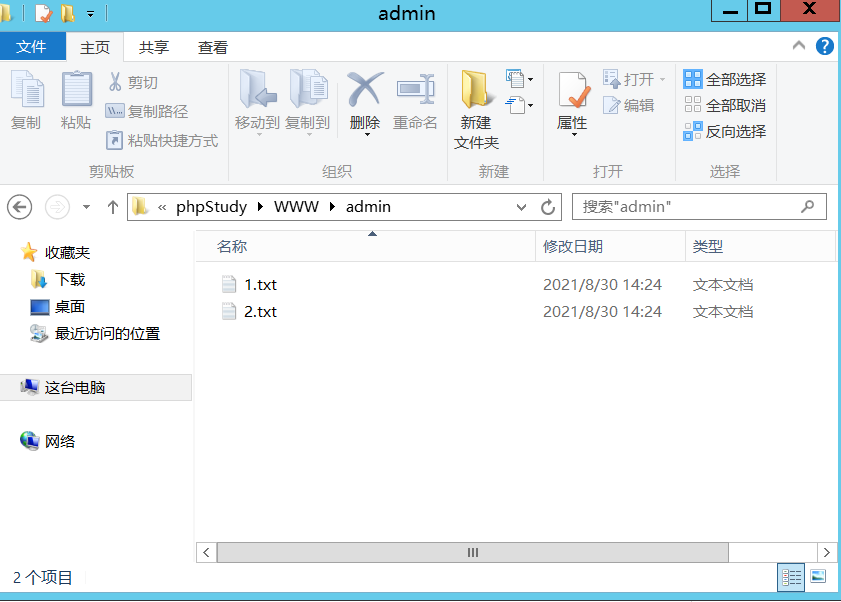 admin
文件 主页 共享 查看
复制 粘贴 剪切 复制路径 粘贴快捷方式
移动到 复制到 删除 重命名
新建文件夹
属性 打开 编辑
全部选择
全部取消
反向选择
剪贴板 组织 新建 打开 选择
« phpStudy WWW admin 搜索"admin"
收藏夹
下载
桌面
最近访问的位置
这台电脑
网络
名称 修改日期 类型
1.txt 2021/8/30 14:24 文本文档
2.txt 2021/8/30 14:24 文本文档
2 个项目